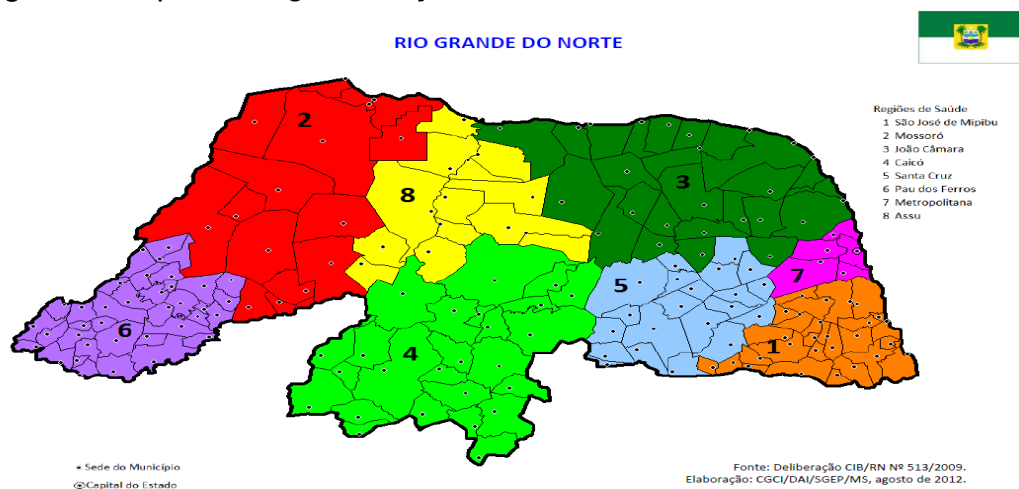 RIO GRANDE DO NORTE
Regiões de Saúde
1 São José de Mipibu
2 Mossoró
3 João Câmara
4 Caicó
5 Santa Cruz
6 Pau dos Ferros
7 Metropolitana
8 Assu
2
8
3
7
5
6
4
1
Sede do Município
Capital do Estado
Fonte: Deliberação CIB/RN Nº 513/2009.
Elaboração: CGCI/DAI/SGEP/MS, agosto de 2012.